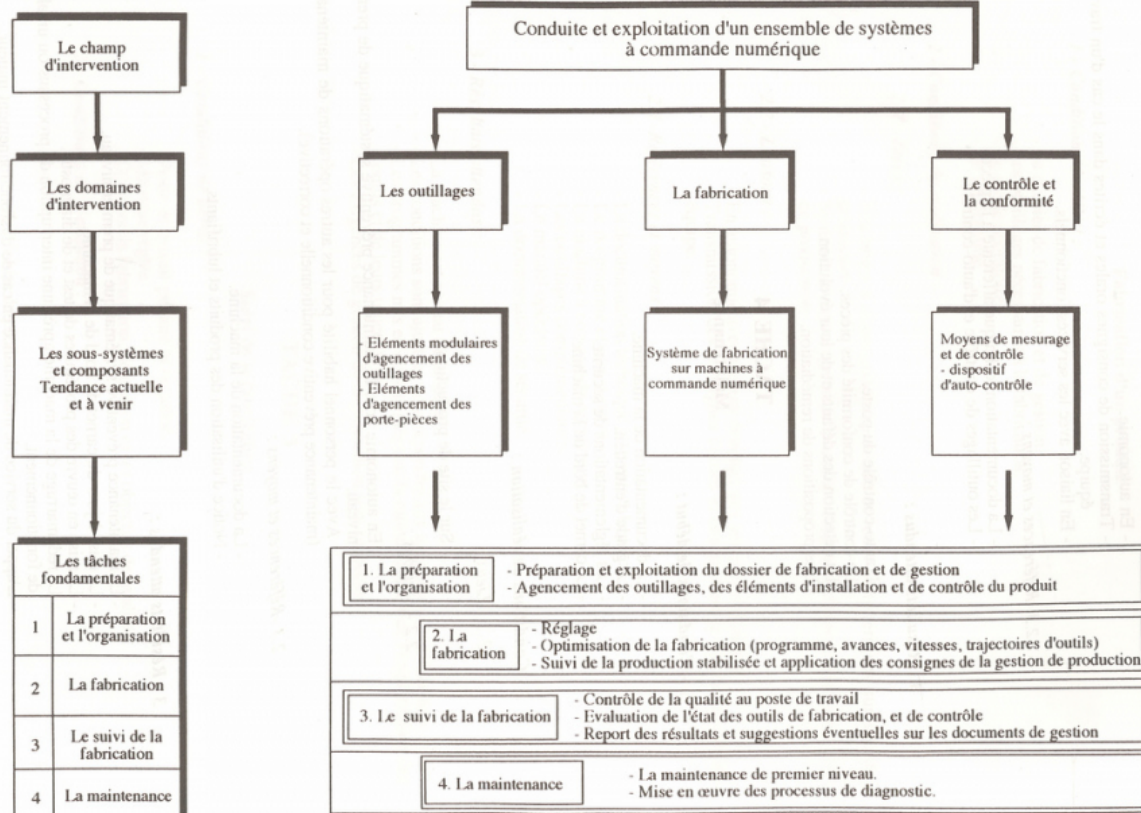 Le champ
d'intervention
Conduite et exploitation d'un ensemble de systèmes
à commande numérique
Les domaines
d'intervention
Les outillages
La fabrication
Le contrôle et
la conformité
Les sous-systèmes
et composants
Tendance actuelle
et à venir
- Eléments modulaires
d'agencement des
outillages
- Eléments
d'agencement des
porte-pièces
Système de fabrication
sur machines à
commande numérique
Moyens de mesurage
et de contrôle
- dispositif
d'auto-contrôle
Les tâches
fondamentales
1 La préparation
et l'organisation
2 La fabrication
3 Le suivi de la
fabrication
4 La maintenance
1. La préparation
et l'organisation
- Préparation et exploitation du dossier de fabrication et de gestion
- Agencement des outillages, des éléments d'installation et de contrôle du produit
2. La
fabrication
- Réglage
- Optimisation de la fabrication (programme, avances, vitesses, trajectoires d'outils)
- Suivi de la production stabilisée et application des consignes de la gestion de production
3. Le suivi de la fabrication
- Contrôle de la qualité au poste de travail
- Evaluation de l'état des outils de fabrication, et de contrôle
- Report des résultats et suggestions éventuelles sur les documents de gestion
4. La maintenance
- La maintenance de premier niveau.
- Mise en œuvre des processus de diagnostic.